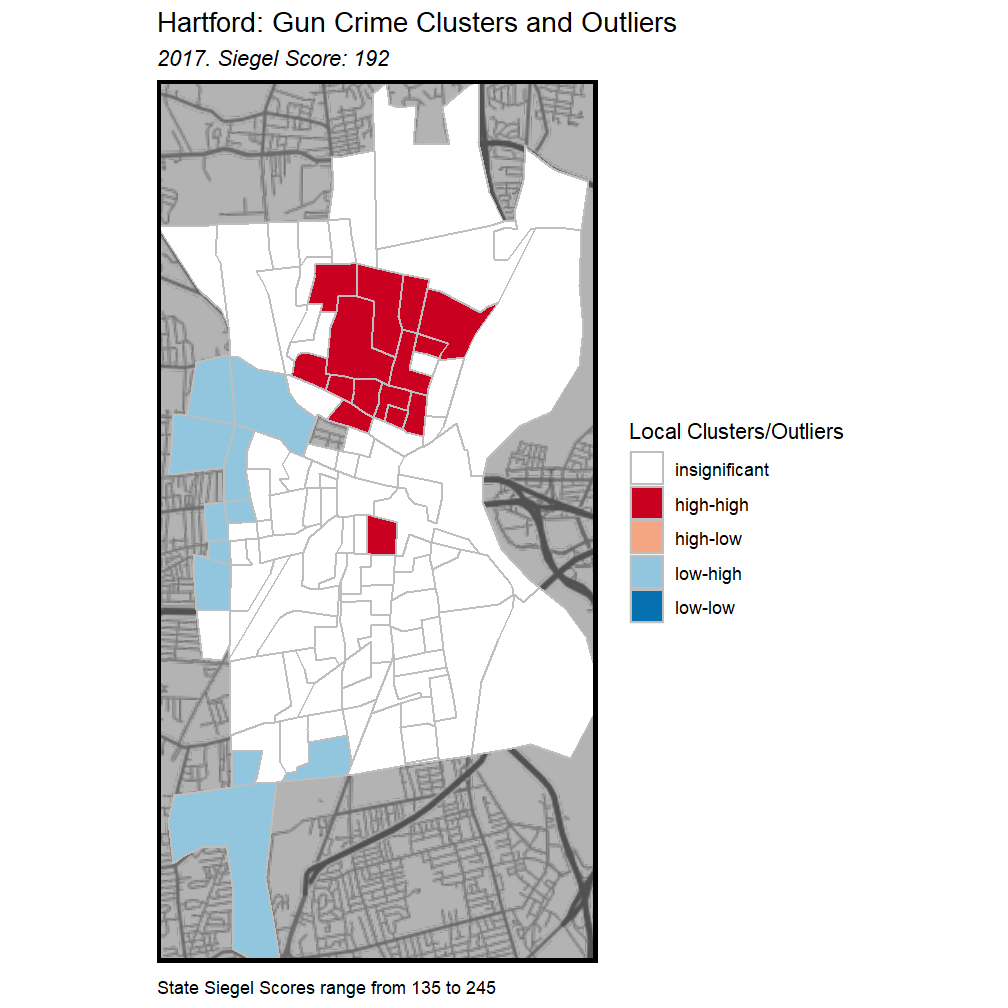 Hartford: Gun Crime Clusters and Outliers
2017. Siegel Score: 192
Local Clusters/Outliers
insignificant
high-high
high-low
low-high
low-low
State Siegel Scores range from 135 to 245